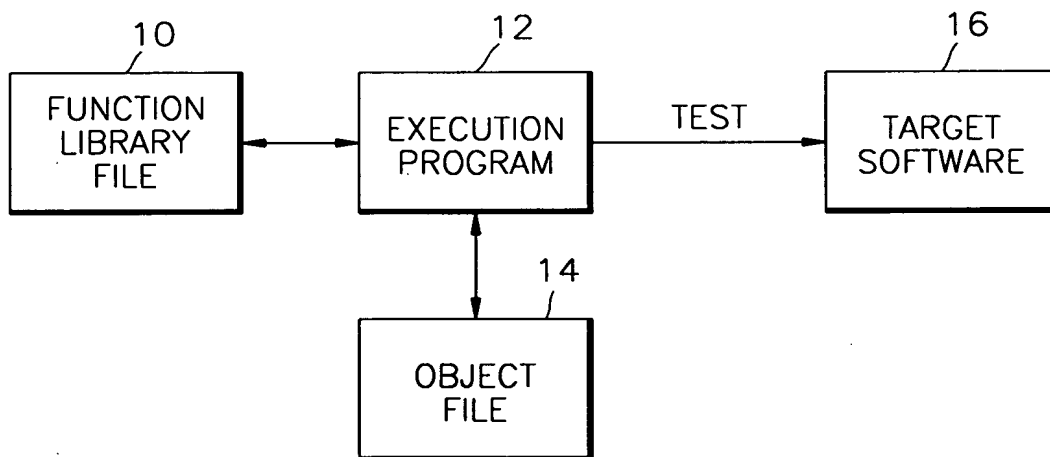 10
12
16
FUNCTION
LIBRARY
FILE
EXECUTION
PROGRAM
TEST
TARGET
SOFTWARE
14
OBJECT
FILE